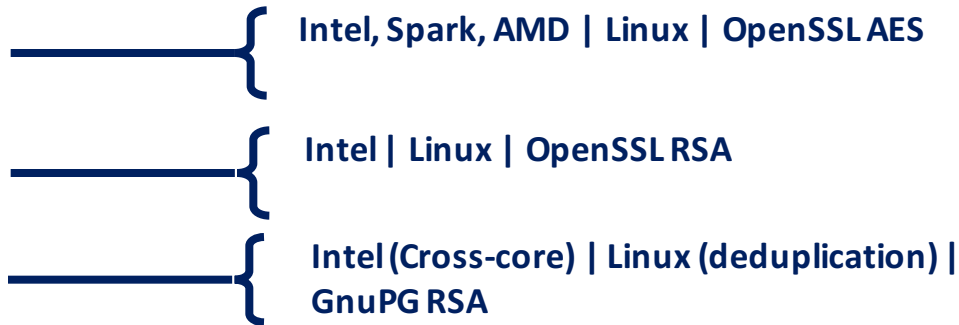 Intel, Spark, AMD | Linux | OpenSSL AES
Intel | Linux | OpenSSL RSA
Intel (Cross-core) | Linux (deduplication) |
GnuPG RSA